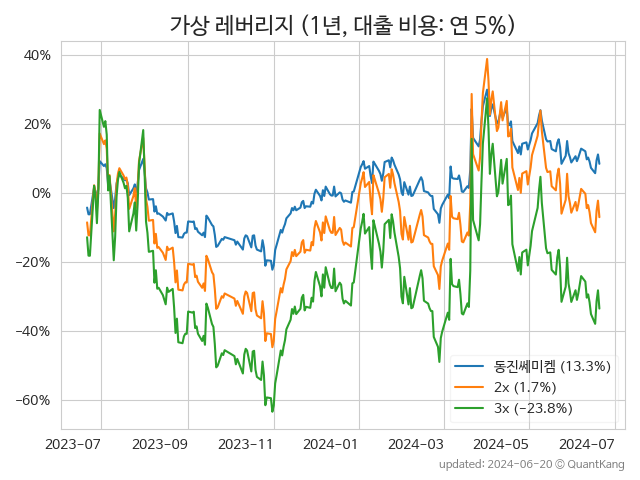 가상 레버리지 (1년, 대출 비용: 연 5%)
40%
20%
0%
−20%
−40%
−60%
동진쎄미켐 (13.3%)
2x (1.7%)
3x (−23.8%)
2023-07 2023-09 2023-11 2024-01 2024-03 2024-05 2024-07
updated: 2024-06-20 © QuantKang